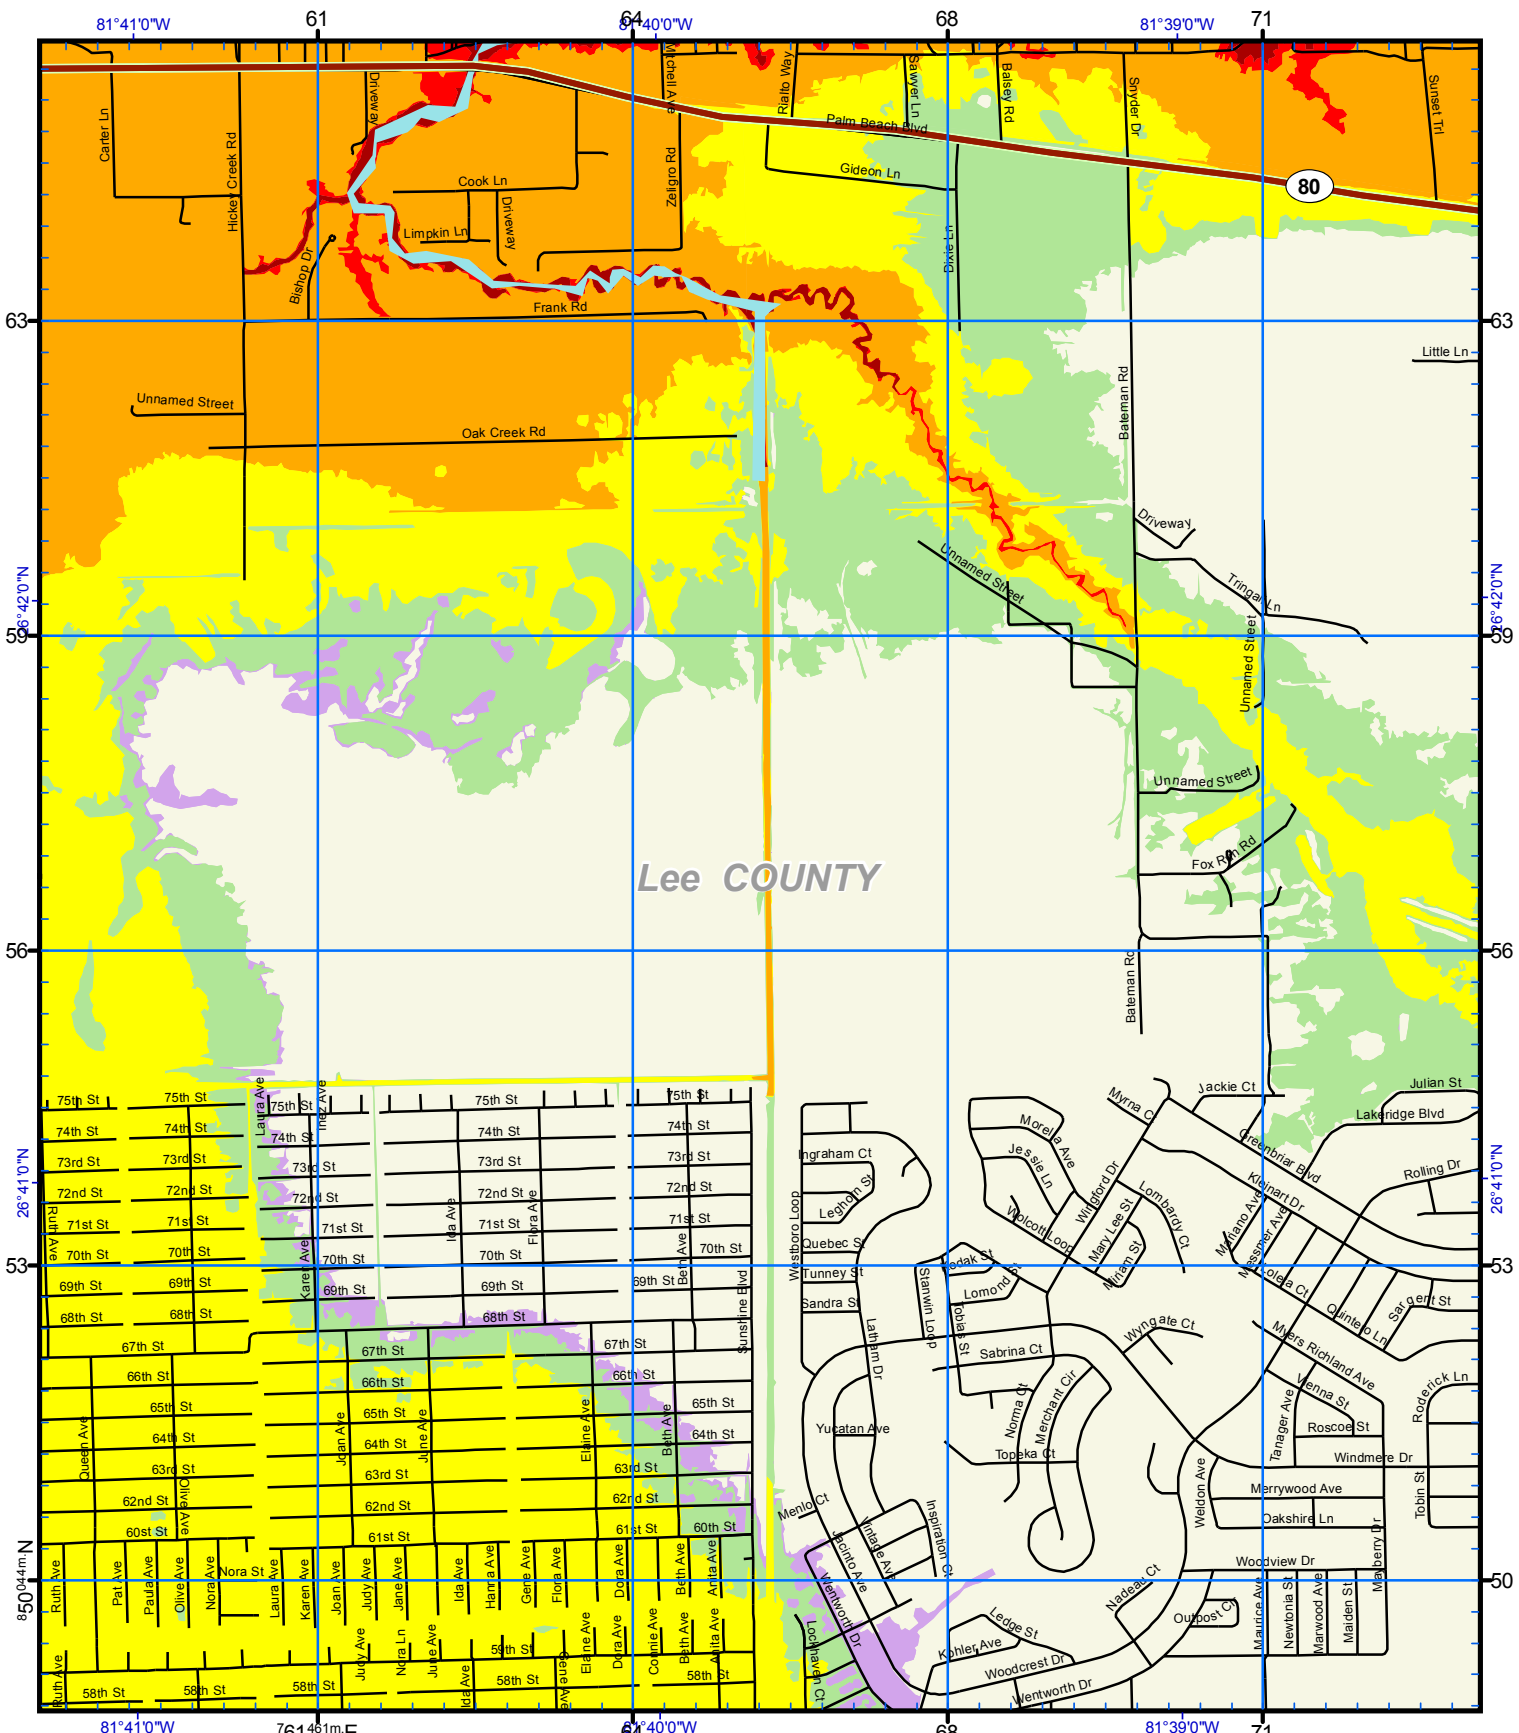 61
64
68
71
81°41'0"W
81°40'0"W
81°39'0"W
Carter Ln
Hickey Creek Rd
Driveway
Mitchell Ave
Rialto Way
Sawyer Ln
Balsey Rd
Snyder Dr
Sunset Trl
Palm Beach Blvd
80
Zeligro Rd
Cook Ln
Driveway
Limpkin Ln
Gideon Ln
Dixie Ln
Bishop Dr
Frank Rd
63
63
Little Ln
Bateman Rd
Unnamed Street
Oak Creek Rd
Driveway
Unnamed Street
Tringal Ln
26°42'0"N
26°42'0"N
59
59
Unnamed Street
Unnamed Street
Fox Run Rd
Lee COUNTY
56
56
Bateman Rd
75th St
75th St
Laura Ave
75th St
Inez Ave
75th St
75th St
74th St
74th St
74th St
74th St
74th St
73rd St
73rd St
73rd St
73rd St
73rd St
72nd St
72nd St
72nd St
72nd St
72nd St
71st St
71st St
71st St
71st St
71st St
70th St
70th St
70th St
70th St
70th St
69th St
69th St
69th St
69th St
69th St
68th St
68th St
68th St
Ruth Ave
Karen Ave
Ida Ave
Flora Ave
Beth Ave
Sunshine Blvd
26°41'0"N
26°41'0"N
53
53
Jackie Ct
Julian St
Lakeridge Blvd
Myrna Ct
Greenbriar Blvd
Rolling Dr
Kleinart Dr
Morella Ave
Jessie Ln
Ingraham Ct
Leghorn St
Westboro Loop
Quebec St
Tunney St
Sandra St
Wolcott Loop
Wingford Dr
Mary Lee St
Lombardy Ct
Miriam St
Mariano Ave
Messmer Ave
Loleta Ct
Quintero Ln
Sargent St
Lomond St
Stanwin Loop
Tobias St
Latham Dr
Sabrina Ct
Wyngate Ct
Myers Richland Ave
Vienna St
Roderick Ln
67th St
67th St
67th St
66th St
66th St
66th St
65th St
65th St
65th St
64th St
64th St
64th St
63rd St
63rd St
63rd St
62nd St
62nd St
62nd St
60st St
61st St
61st St
60th St
Queen Ave
Olive Ave
Joan Ave
June Ave
Elaine Ave
Beth Ave
Yucatan Ave
Norma Ct
Merchant Cir
Topeka Ct
Tanager Ave
Roscoe St
Windmere Dr
Merrywood Ave
Oakshire Ln
Weldon Ave
Tobin St
Mayberry Dr
Menlo Ct
Jacinto Ave
Vintage Ave
Inspiration Ct
Woodview Dr
Nadeau Ct
Outpost Cir
Maurice Ave
Newtonia St
Marwood Ave
Malden St
Ruth Ave
Pat Ave
Paula Ave
Olive Ave
Nora Ave
Nora St
Laura Ave
Karen Ave
Joan Ave
Judy Ave
Jane Ave
Ida Ave
Hanna Ave
Gene Ave
Flora Ave
Dora Ave
Beth Ave
Anita Ave
8 50 044m. N
50
Wentworth Dr
Lockhaven Ct
Ledge St
Kohler Ave
Woodcrest Dr
Wentworth Dr
Ruth Ave
Judy Ave
Nora Ln
June Ave
Ida Ave
59th St
Gene Ave
Elaine Ave
Dora Ave
Connie Ave
Beth Ave
Anita Ave
58th St
58th St
58th St
58th St
81°41'0"W
761 461m. E
64
81°40'0"W
68
81°39'0"W
71